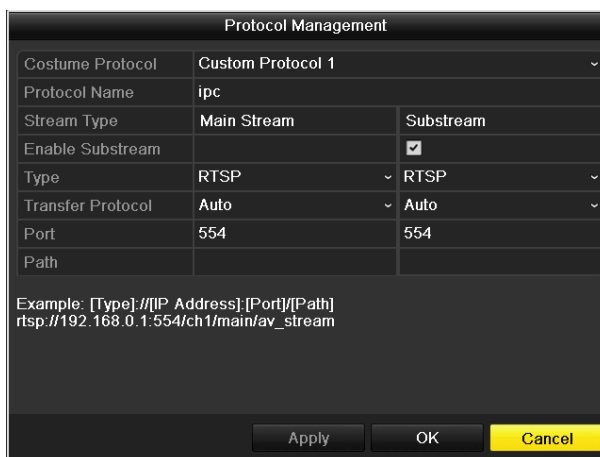 Protocol Management
Costume Protocol Custom Protocol 1
Protocol Name ipc
Stream Type Main Stream Substream
Enable Substream
Type RTSP RTSP
Transfer Protocol Auto Auto
Port 554 554
Path
Example: [Type]://[IP Address]:[Port]/[Path]
rtsp://192.168.0.1:554/ch1/main/av_stream
Apply OK Cancel